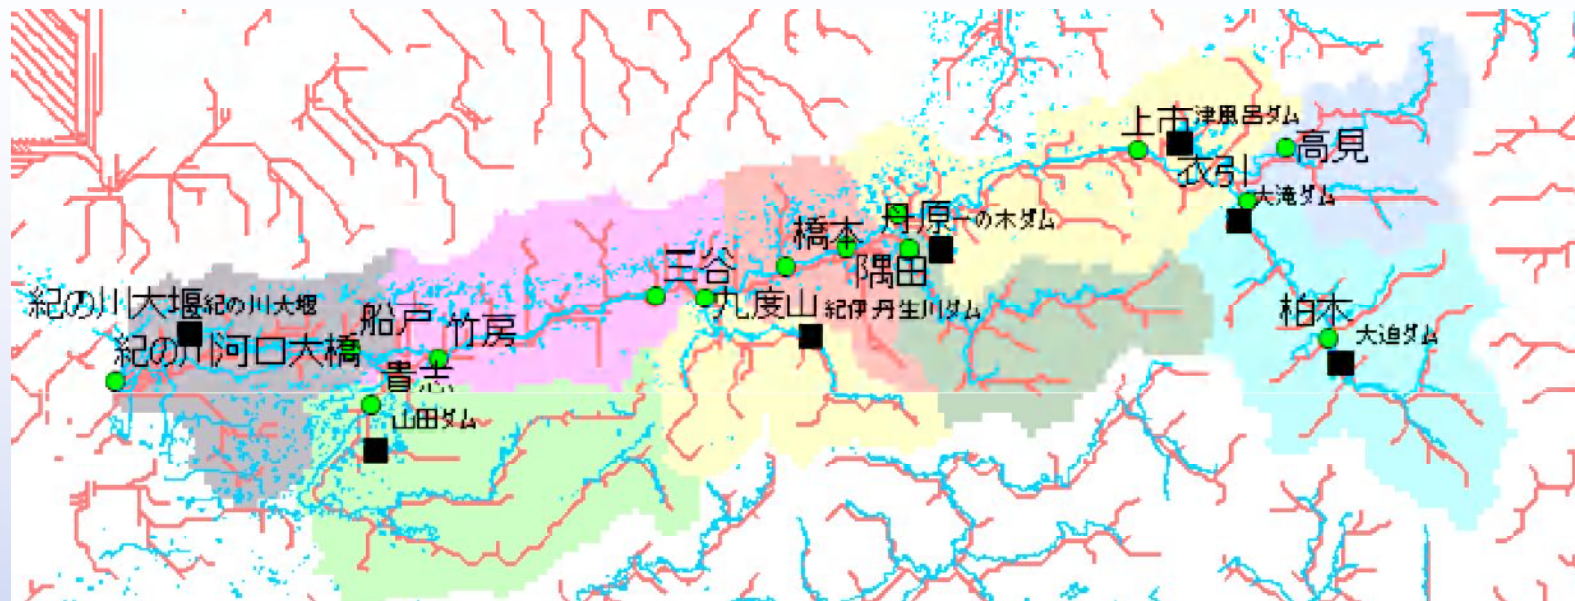 上市
津風呂ダム
高見
衣引
大滝ダム
丹原
一の木ダム
橋本
隅田
三谷
九度山
紀伊丹生川ダム
柏木
大迫ダム
紀の川大堰
紀の川大堰
船戸
竹房
紀の川河口大橋
貴志
山田ダム